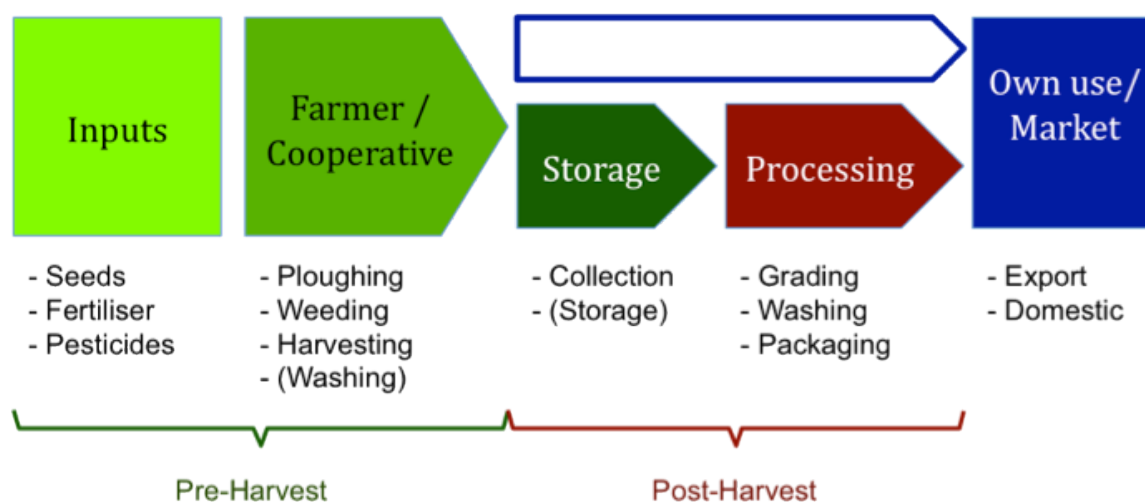 Inputs
Farmer /
Cooperative
Storage
Processing
Own use/
Market
- Seeds
- Fertiliser
- Pesticides
- Ploughing
- Weeding
- Harvesting
- (Washing)
- Collection
- (Storage)
- Grading
- Washing
- Packaging
- Export
- Domestic
Pre-Harvest
Post-Harvest